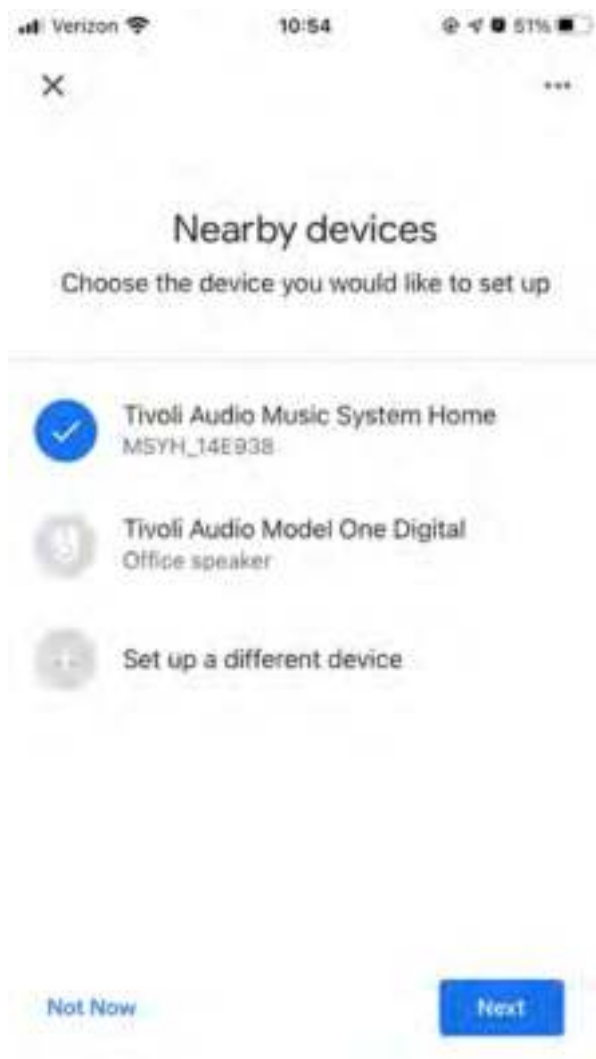 Verizon
10:54
51%
Nearby devices
Choose the device you would like to set up
Tivoli Audio Music System Home
MSYH_14E938
Tivoli Audio Model One Digital
Office speaker
Set up a different device
Not Now
Next